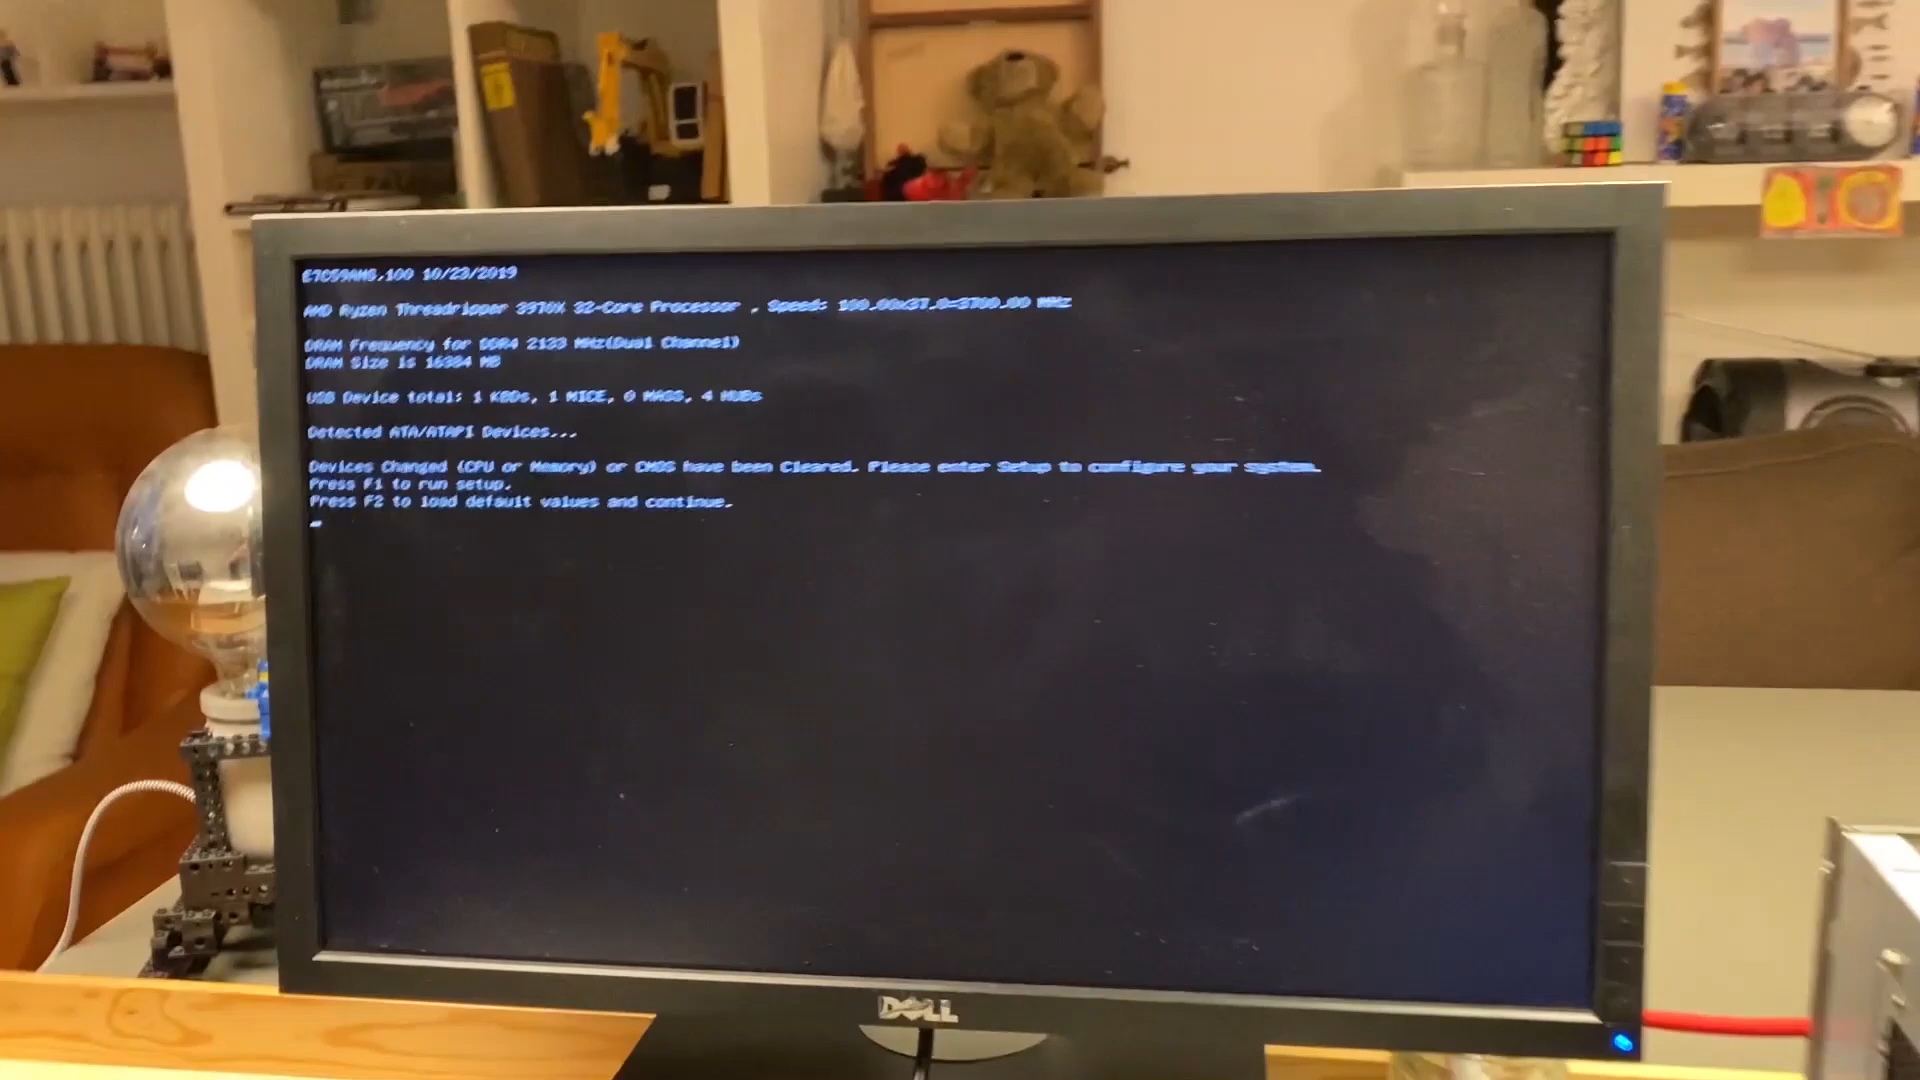 E7C59AMS.100 10/23/2019
AMD Ryzen Threadripper 3970X 32-Core Processor , Speed: 100.00x37.0=3700.00 MHz
DRAM Frequency for DDR4 2133 MHz(Dual Channel)
DRAM Size is 16384 MB
USB Device total: 1 KBDs, 1 MICE, 0 MASS, 4 HUBs
Detected ATA/ATAPI Devices...
Devices Changed (CPU or Memory) or CMOS have been Cleared. Please enter Setup to configure your system.
Press F1 to run setup.
Press F2 to load default values and continue.
DELL